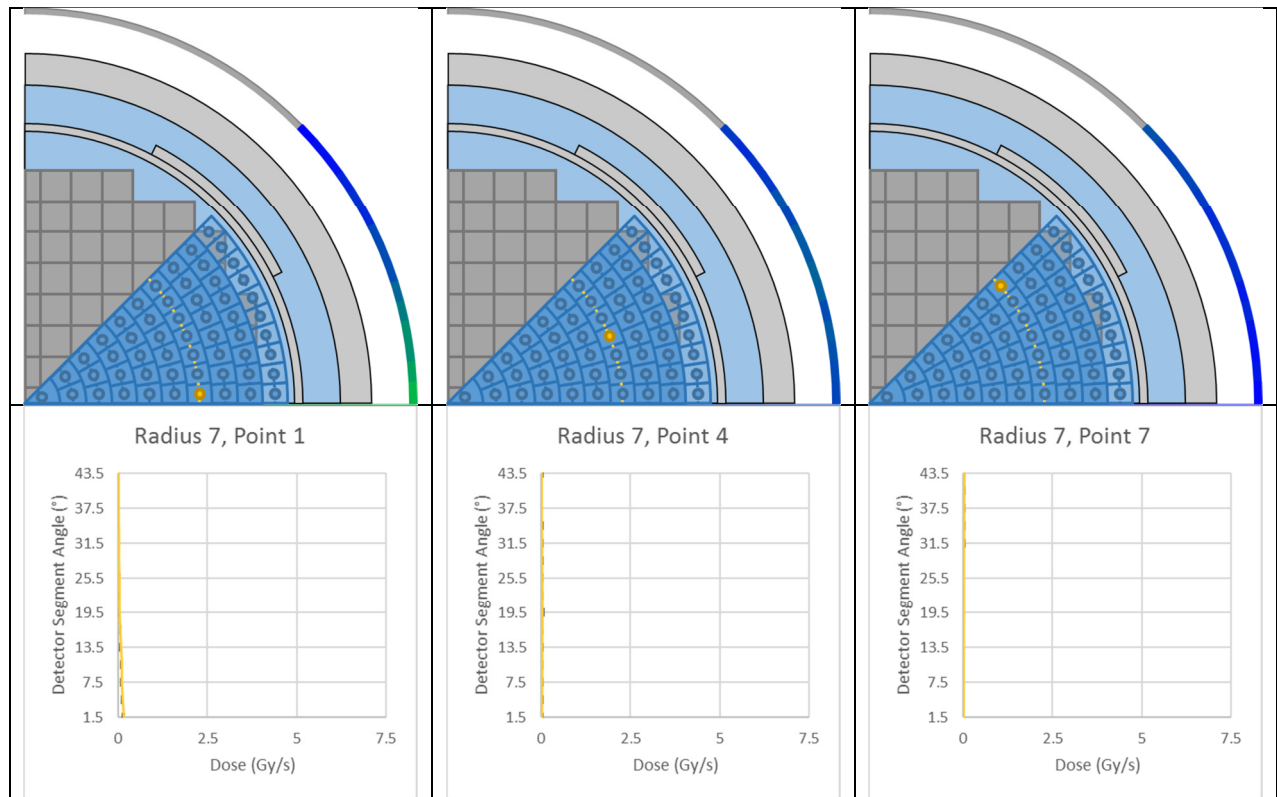 Radius 7, Point 1
Detector Segment Angle (°)
43.5
37.5
31.5
25.5
19.5
13.5
7.5
1.5
0 2.5 5 7.5
Dose (Gy/s)
Radius 7, Point 4
Detector Segment Angle (°)
43.5
37.5
31.5
25.5
19.5
13.5
7.5
1.5
0 2.5 5 7.5
Dose (Gy/s)
Radius 7, Point 7
Detector Segment Angle (°)
43.5
37.5
31.5
25.5
19.5
13.5
7.5
1.5
0 2.5 5 7.5
Dose (Gy/s)